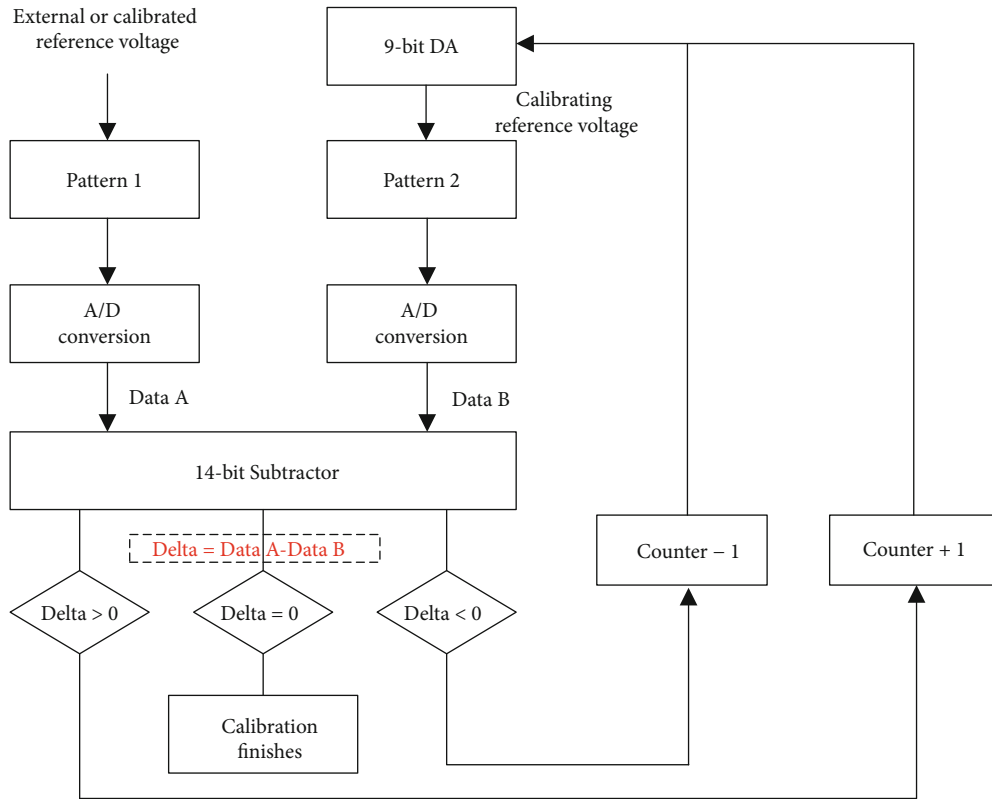 External or calibrated
reference voltage
9-bit DA
Calibrating
reference voltage
Pattern 1
Pattern 2
A/D
conversion
A/D
conversion
Data A
Data B
14-bit Subtractor
Delta = Data A-Data B
Counter − 1
Counter + 1
Delta > 0
Delta = 0
Delta < 0
Calibration
finishes